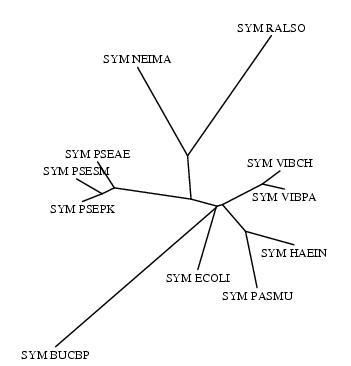 SYM RALSO
SYM NEIMA
SYM PSEAE
SYM VIBCH
SYM PSESM
SYM VIBPA
SYM PSEPK
SYM HAEIN
SYM ECOLI
SYM PASMU
SYM BUCBP